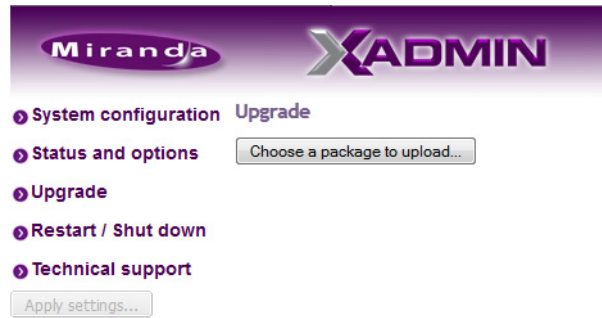 Miranda
XADMIN
System configuration
Status and options
Upgrade
Restart / Shut down
Technical support
Apply settings...
Upgrade
Choose a package to upload...